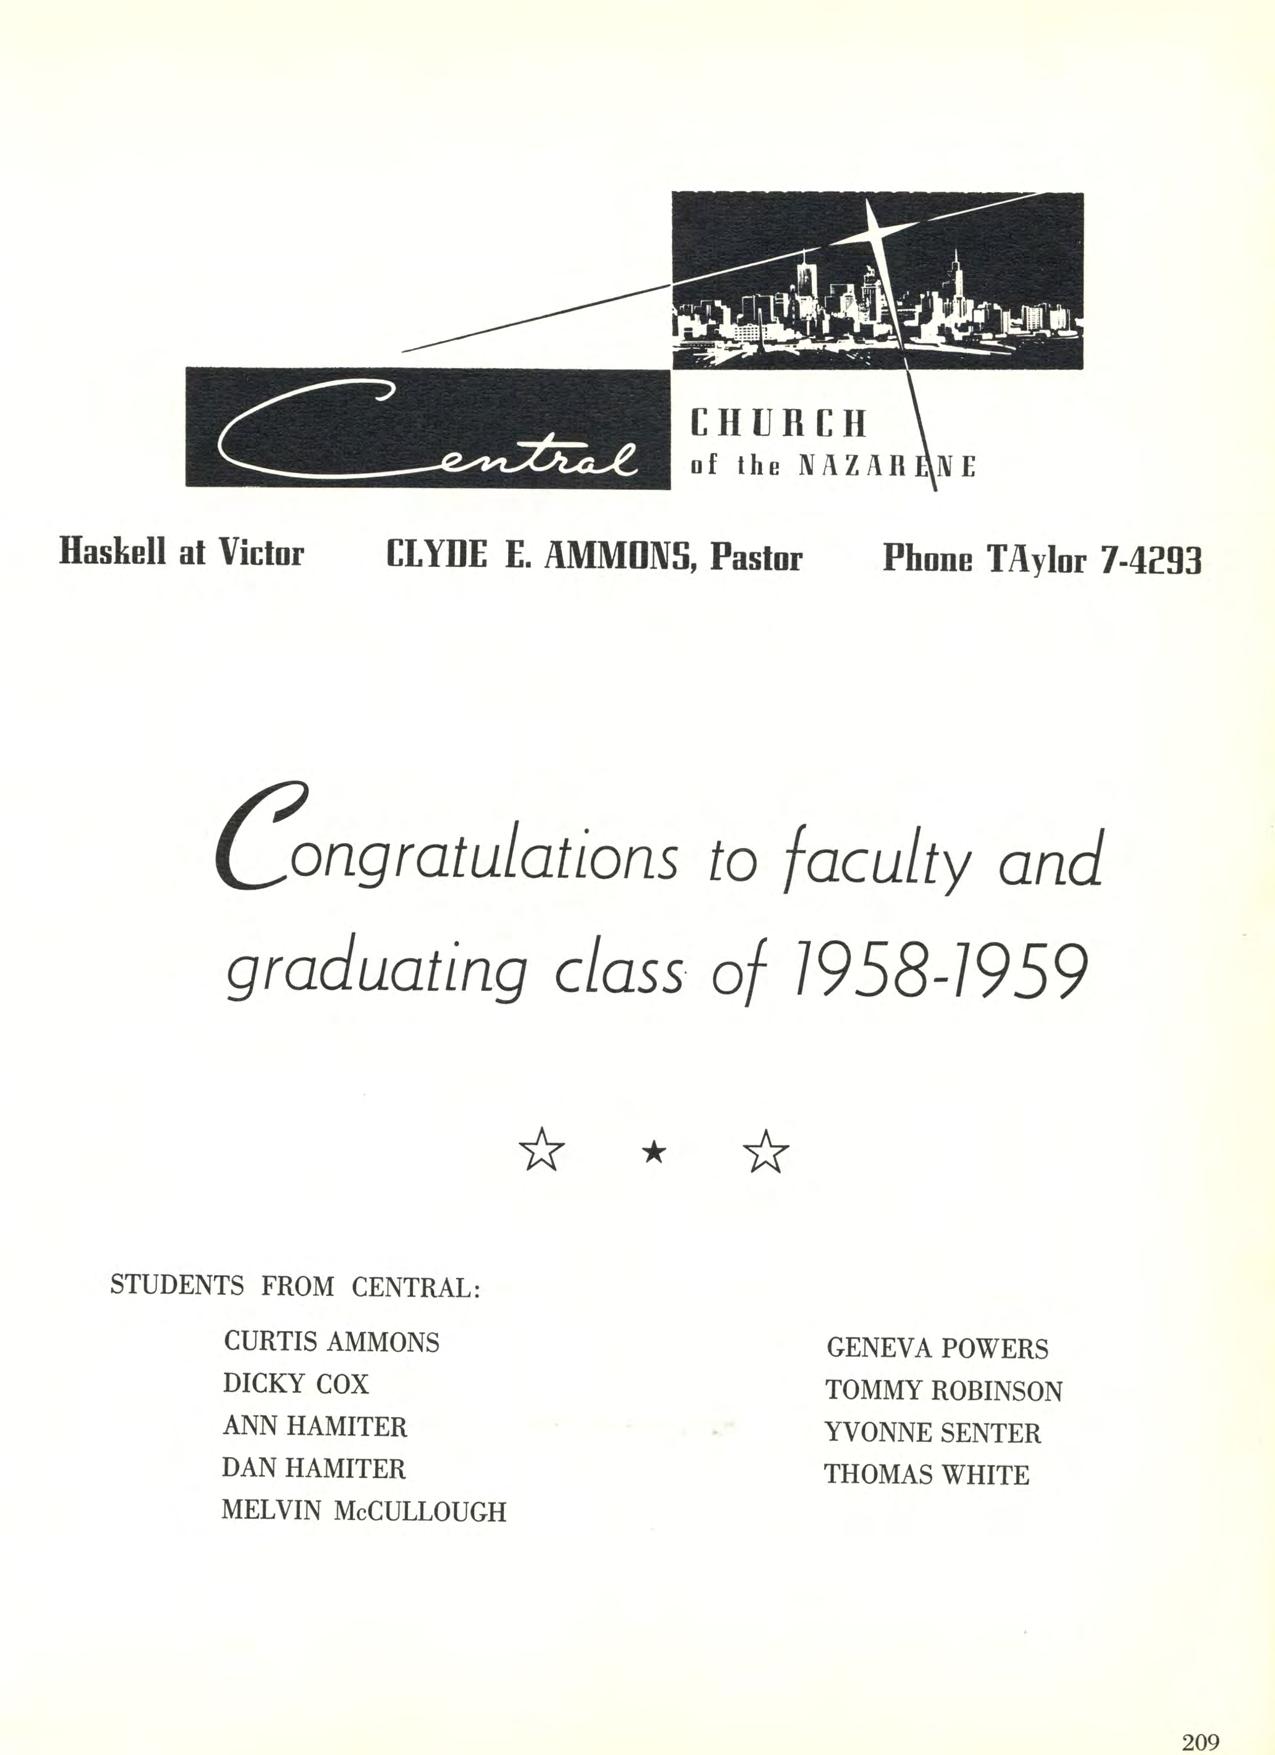 Central
CHURCH
of the NAZARENE
Haskell at Victor CLYDE E. AMMONS, Pastor Phone TAylor 7-4293
Congratulations to faculty and
graduating class of 1958-1959
STUDENTS FROM CENTRAL:
CURTIS AMMONS
DICKY COX
ANN HAMITER
DAN HAMITER
MELVIN McCULLOUGH
GENEVA POWERS
TOMMY ROBINSON
YVONNE SENTER
THOMAS WHITE
209